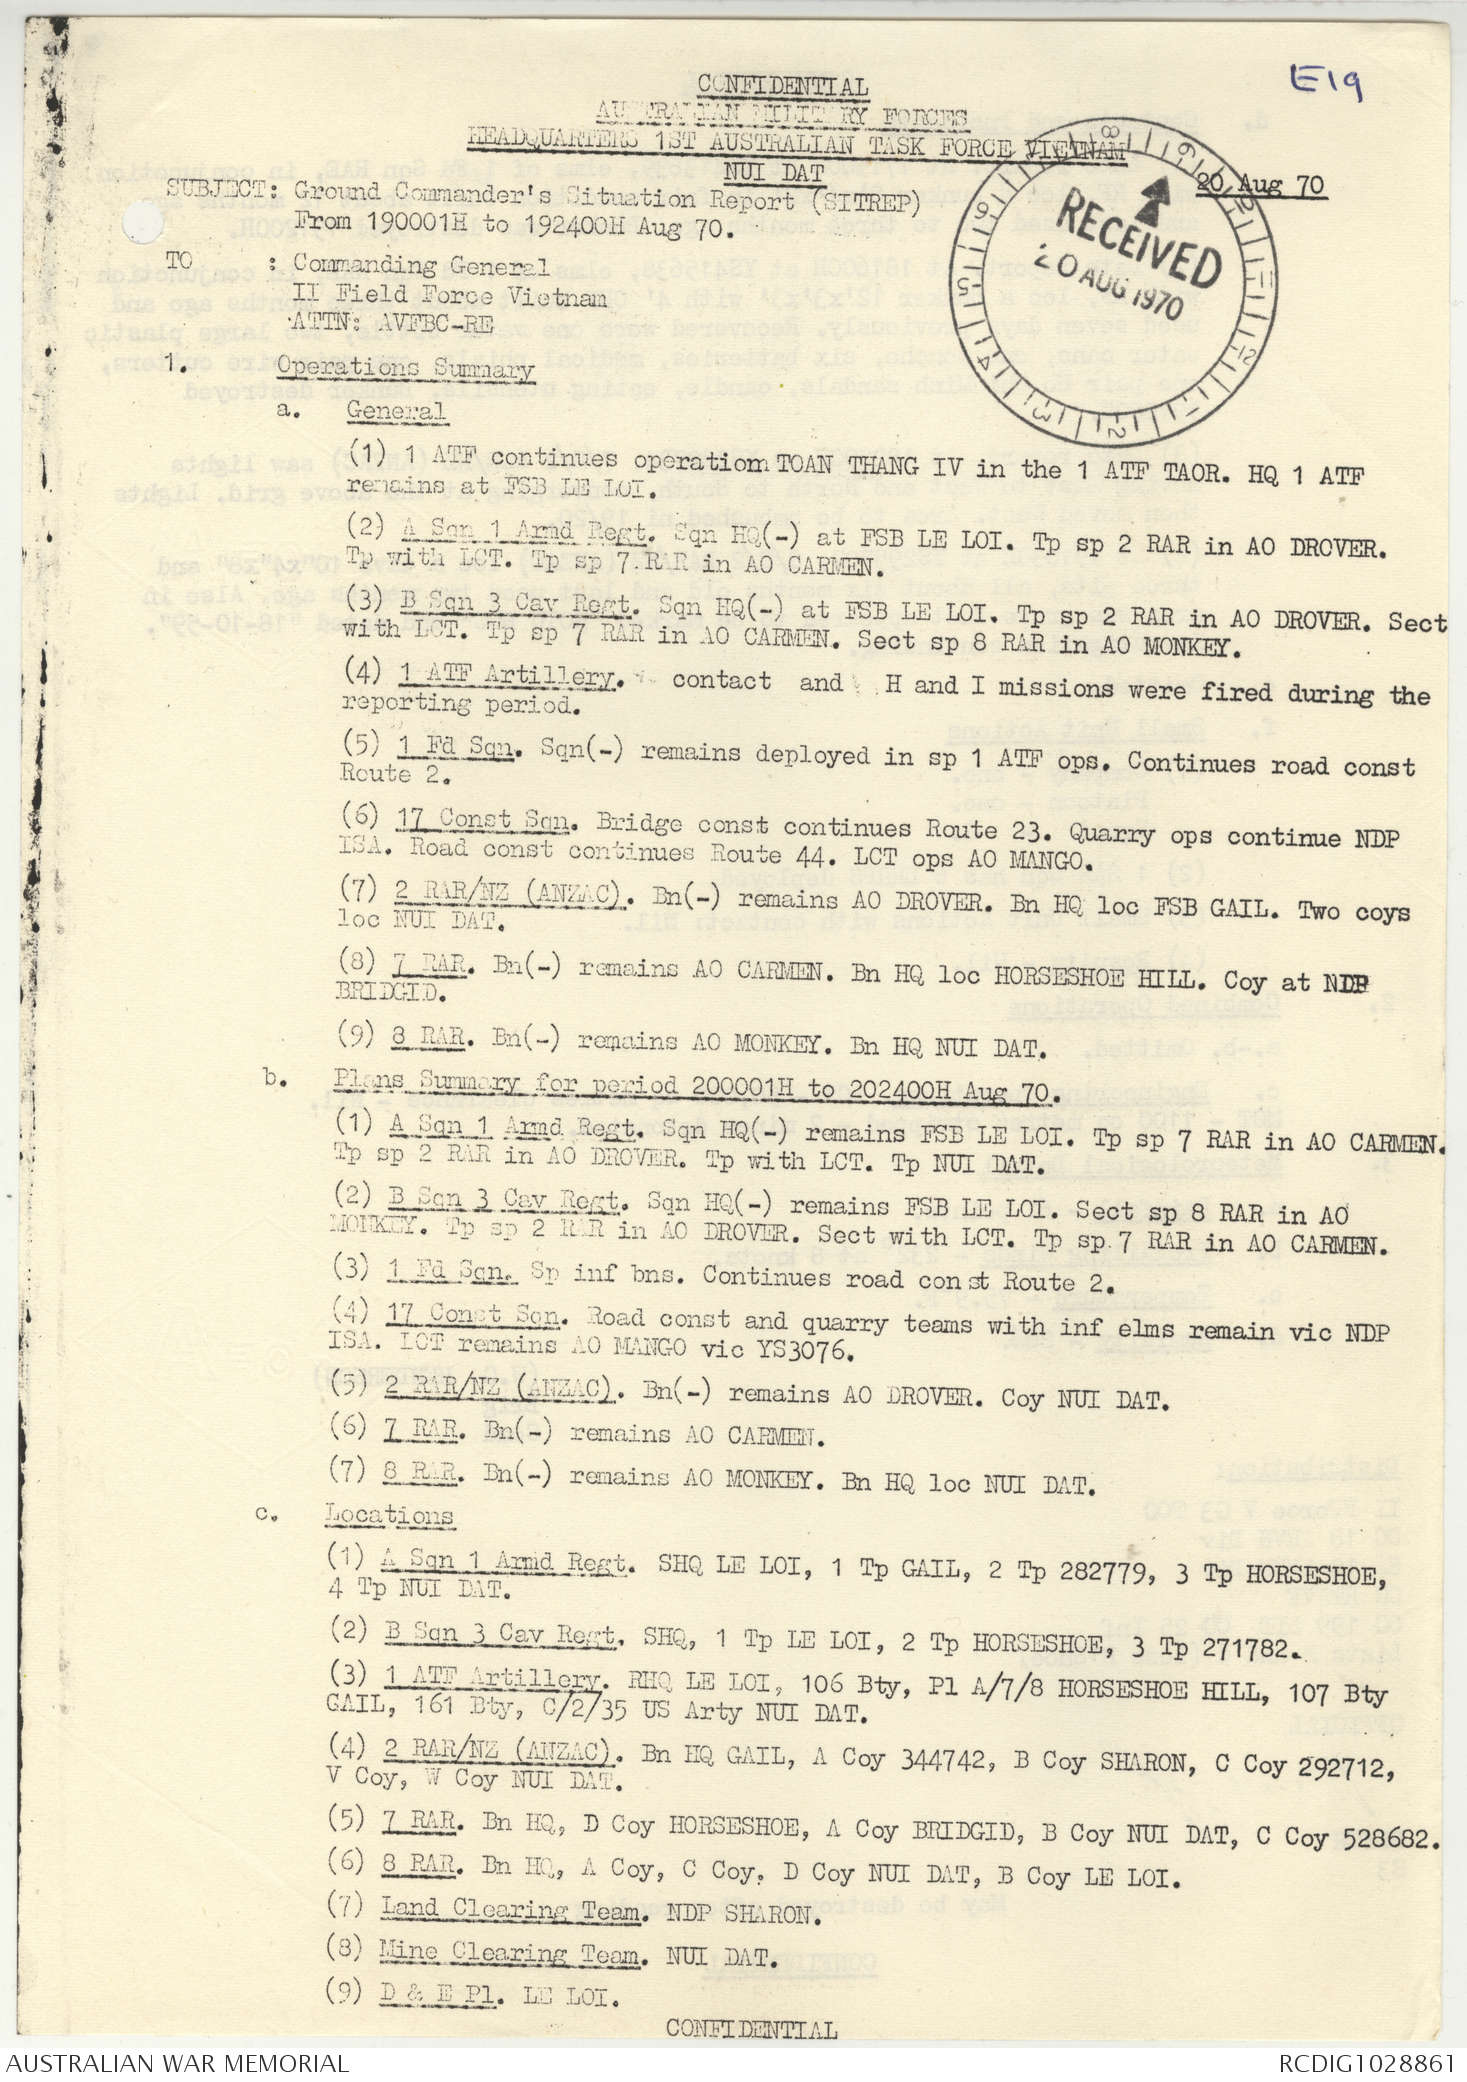 E19
CONFIDENTIAL
AUSTRALIAN MILITARY FORCES
HEADQUARTERS 1ST AUSTRALIAN TASK FORCE VIETNAM
NUI DAT
20 Aug 70
RECEIVED
20 AUG 1970
SUBJECT: Ground Commander's Situation Report (SITREP)
From 190001H to 192400H Aug 70.
TO : Commanding General
II Field Force Vietnam
ATTN: AVFBC-RE
1. Operations Summary
a. General
(1) 1 ATF continues operatiom TOAN THANG IV in the 1 ATF TAOR. HQ 1 ATF
remains at FSB LE LOI.
(2) A Sqn 1 Armd Regt. Sqn HQ(-) at FSB LE LOI. Tp sp 2 RAR in AO DROVER.
Tp with LCT. Tp sp 7 RAR in AO CARMEN.
(3) B Sqn 3 Cav Regt. Sqn HQ(-) at FSB LE LOI. Tp sp 2 RAR in AO DROVER. Sect
with LCT. Tp sp 7 RAR in AO CARMEN. Sect sp 8 RAR in AO MONKEY.
(4) 1 ATF Artillery. contact and H and I missions were fired during the
reporting period.
(5) 1 Fd Sqn. Sqn(-) remains deployed in sp 1 ATF ops. Continues road const
Route 2.
(6) 17 Const Sqn. Bridge const continues Route 23. Quarry ops continue NDP
ISA. Road const continues Route 44. LCT ops AO MANGO.
(7) 2 RAR/NZ (ANZAC). Bn(-) remains AO DROVER. Bn HQ loc FSB GAIL. Two coys
loc NUI DAT.
(8) 7 RAR. Bn(-) remains AO CARMEN. Bn HQ loc HORSESHOE HILL. Coy at NDP
BRIDGID.
(9) 8 RAR. Bn(-) remains AO MONKEY. Bn HQ NUI DAT.
b. Plans Summary for period 200001H to 202400H Aug 70.
(1) A Sqn 1 Armd Regt. Sqn HQ(-) remains FSB LE LOI. Tp sp 7 RAR in AO CARMEN.
Tp sp 2 RAR in AO DROVER. Tp with LCT. Tp NUI DAT.
(2) B Sqn 3 Cav Regt. Sqn HQ(-) remains FSB LE LOI. Sect sp 8 RAR in AO
MONKEY. Tp sp 2 RAR in AO DROVER. Sect with LCT. Tp sp 7 RAR in AO CARMEN.
(3) 1 Fd Sqn. Sp inf bns. Continues road const Route 2.
(4) 17 Const Sqn. Road const and quarry teams with inf elms remain vic NDP
ISA. LCT remains AO MANGO vic YS3076.
(5) 2 RAR/NZ (ANZAC). Bn(-) remains AO DROVER. Coy NUI DAT.
(6) 7 RAR. Bn(-) remains AO CARMEN.
(7) 8 RAR. Bn(-) remains AO MONKEY. Bn HQ loc NUI DAT.
c. Locations
(1) A Sqn 1 Armd Regt. SHQ LE LOI, 1 Tp GAIL, 2 Tp 282779, 3 Tp HORSESHOE,
4 Tp NUI DAT.
(2) B Sqn 3 Cav Regt. SHQ, 1 Tp LE LOI, 2 Tp HORSESHOE, 3 Tp 271782.
(3) 1 ATF Artillery. RHQ LE LOI, 106 Bty, Pl A/7/8 HORSESHOE HILL, 107 Bty
GAIL, 161 Bty, C/2/35 US Arty NUI DAT.
(4) 2 RAR/NZ (ANZAC). Bn HQ GAIL, A Coy 344742, B Coy SHARON, C Coy 292712,
V Coy, W Coy NUI DAT.
(5) 7 RAR. Bn HQ, D Coy HORSESHOE, A Coy BRIDGID, B Coy NUI DAT, C Coy 528682.
(6) 8 RAR. Bn HQ, A Coy, C Coy, D Coy NUI DAT, B Coy LE LOI.
(7) Land Clearing Team. NDP SHARON.
(8) Mine Clearing Team. NUI DAT.
(9) D & E Pl. LE LOI.
CONFIDENTIAL
AUSTRALIAN WAR MEMORIAL
RCDIG1028861